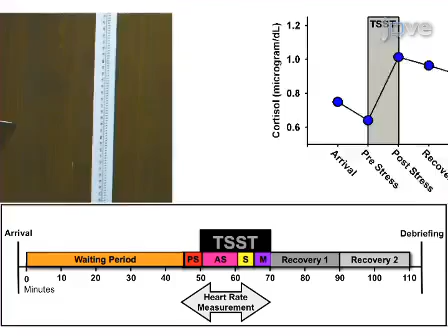 1.2
1.0
0.8
0.6
Cortisol (microgram/dL)
TSST
jove
Arrival
Pre Stress
Post Stress
Recove
Arrival
TSST
Debriefing
Waiting Period PS AS S M Recovery 1 Recovery 2
0 10 20 30 40 50 60 70 80 90 100 110
Minutes
Heart Rate
Measurement